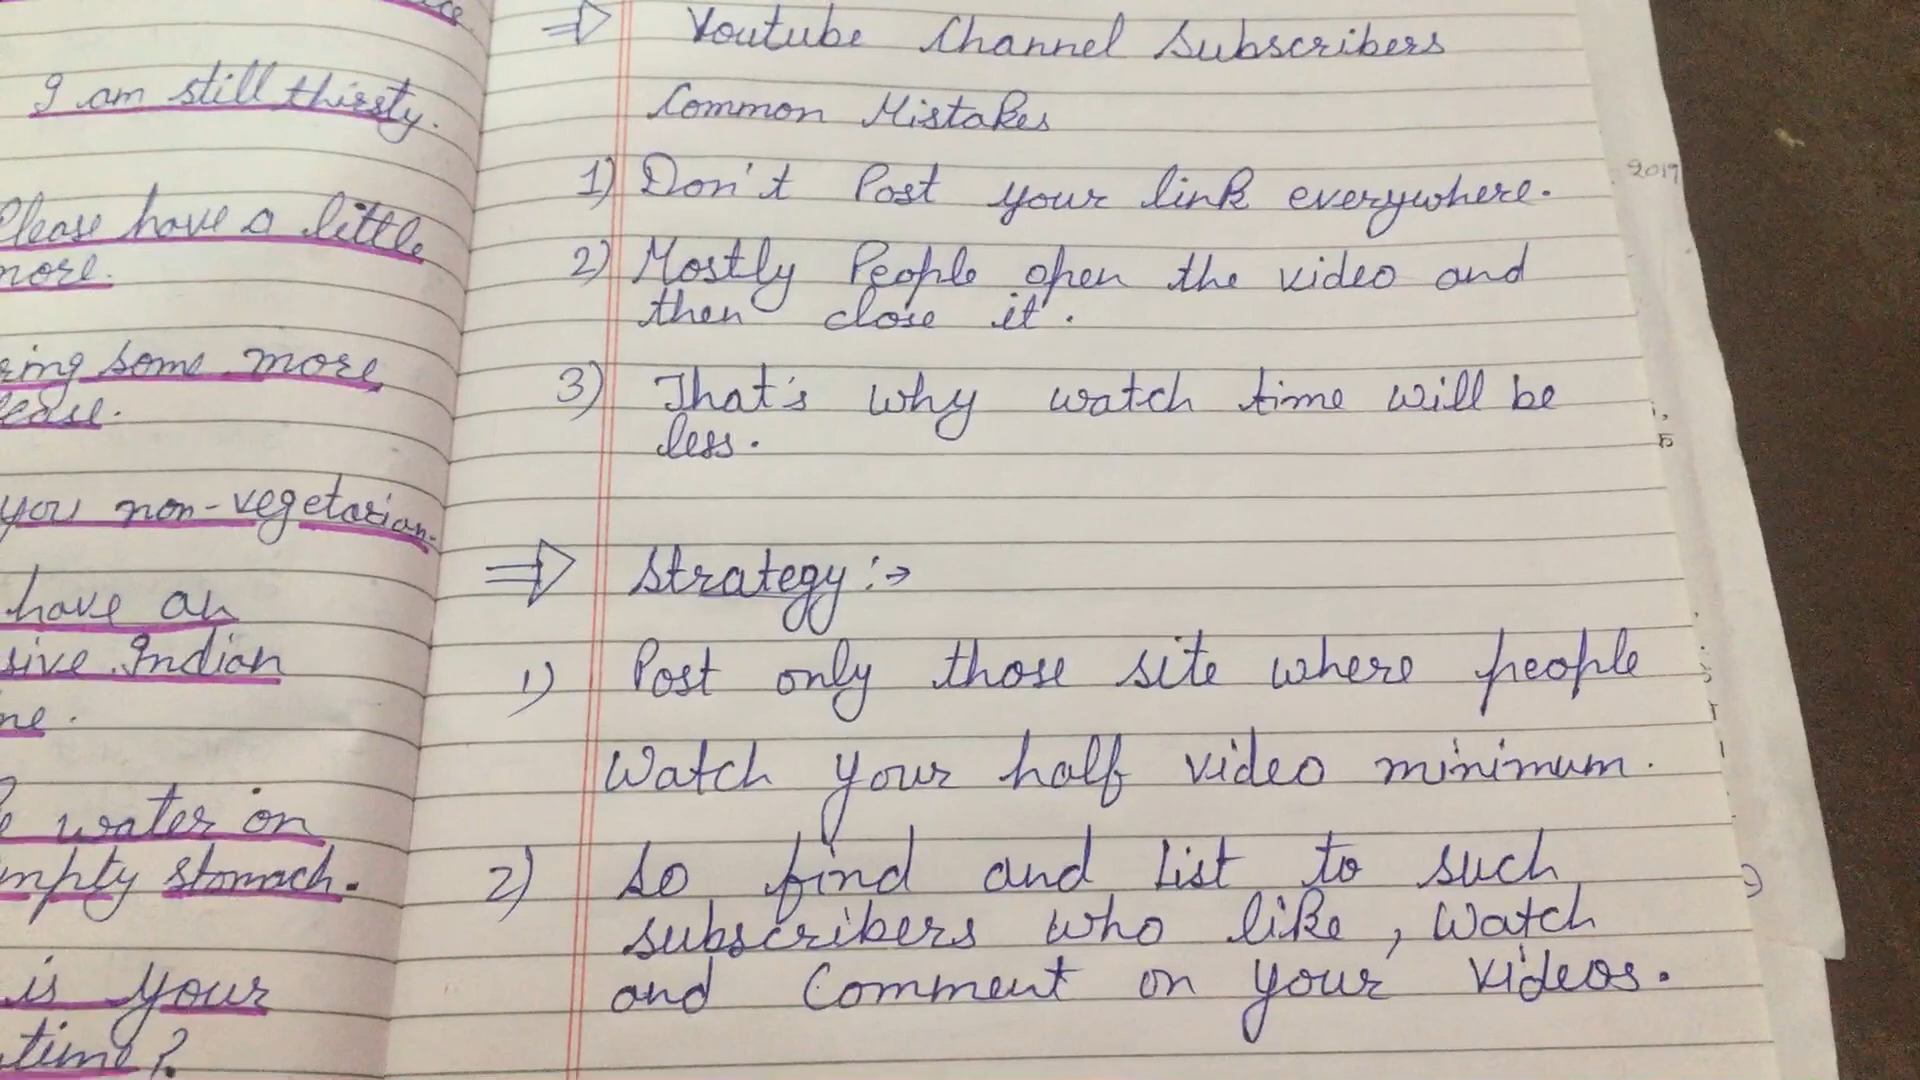 I am still thirsty.
Please have a little
more.
some more
you non-vegetarian.
have an
Indian
water on
empty stomach.
is your
time?
⇒ Youtube Channel Subscribers
Common Mistakes
1) Don't Post your link everywhere.
2) Mostly People open the video and
then close it.
3) That's why watch time will be
less.
⇒ Strategy :→
1) Post only those site where people
Watch your half video minimum.
2) So find and List to such
subscribers who like, Watch
and Comment on your videos.
2017